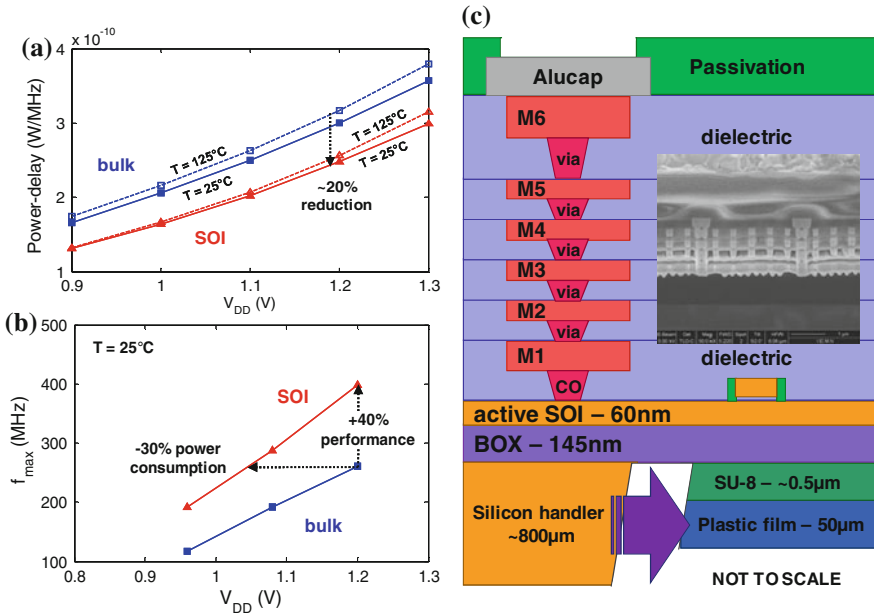 (a)
x 10⁻¹⁰
4
3
2
1
Power-delay (W/MHz)
bulk
T = 125°C
T = 25°C
T = 125°C
T = 25°C
SOI
~20%
reduction
0.9
1
1.1
1.2
1.3
V_DD (V)
(b)
500
400
300
200
100
f_max (MHz)
T = 25°C
SOI
-30% power
consumption
+40%
performance
bulk
0.8
0.9
1
1.1
1.2
1.3
V_DD (V)
(c)
Alucap
Passivation
M6
dielectric
via
M5
via
M4
via
M3
via
M2
via
M1
dielectric
CO
active SOI – 60nm
BOX – 145nm
Silicon handler
~800µm
SU-8 – ~0.5µm
Plastic film – 50µm
NOT TO SCALE